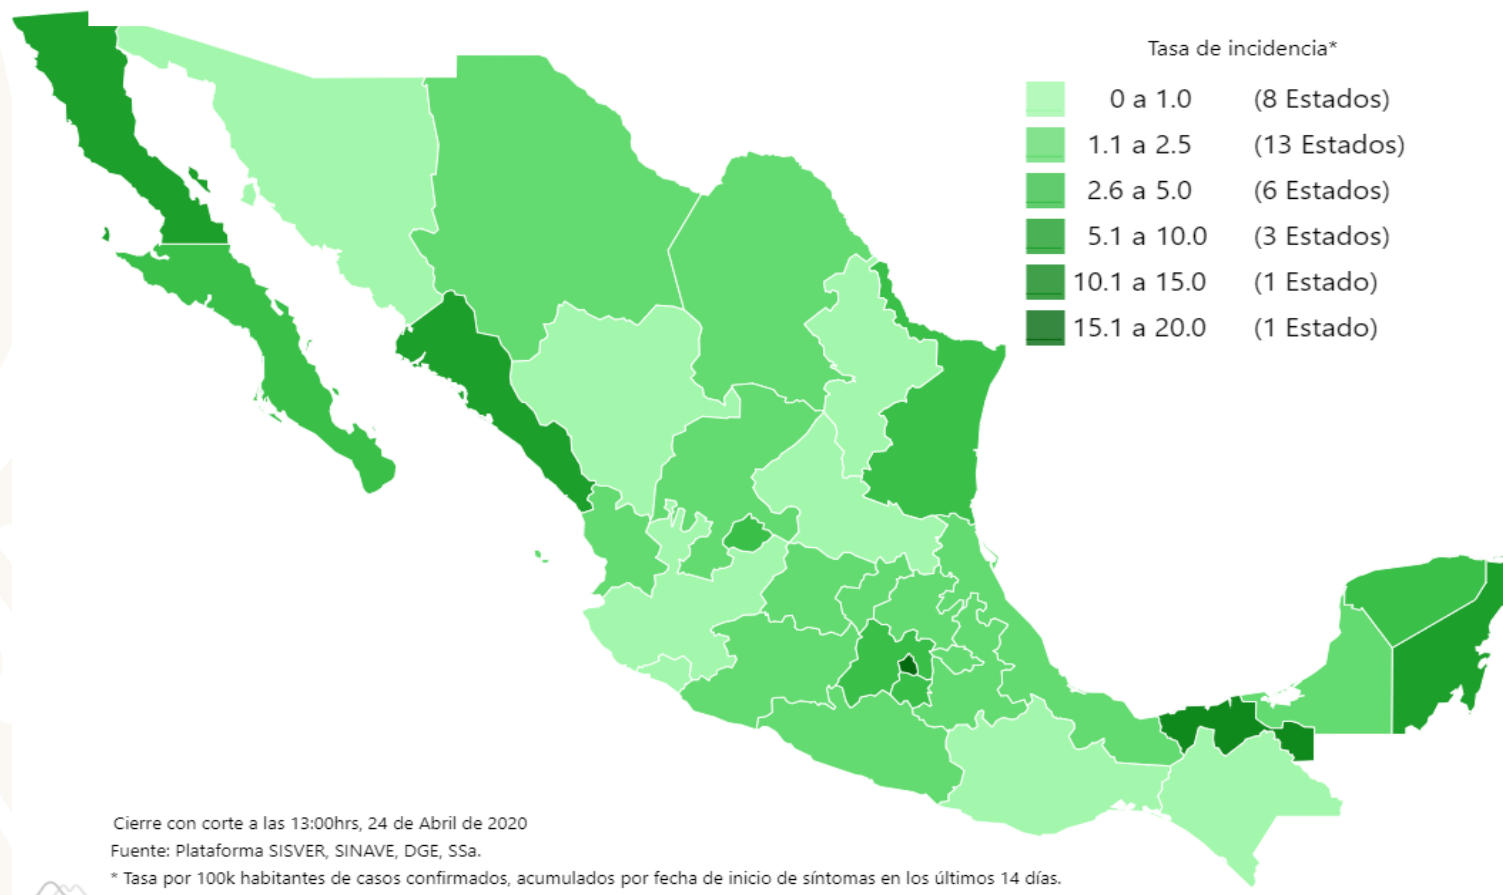 Tasa de incidencia*
0 a 1.0 (8 Estados)
1.1 a 2.5 (13 Estados)
2.6 a 5.0 (6 Estados)
5.1 a 10.0 (3 Estados)
10.1 a 15.0 (1 Estado)
15.1 a 20.0 (1 Estado)
Cierre con corte a las 13:00hrs, 24 de Abril de 2020
Fuente: Plataforma SISVER, SINAVE, DGE, SSa.
* Tasa por 100k habitantes de casos confirmados, acumulados por fecha de inicio de síntomas en los últimos 14 días.